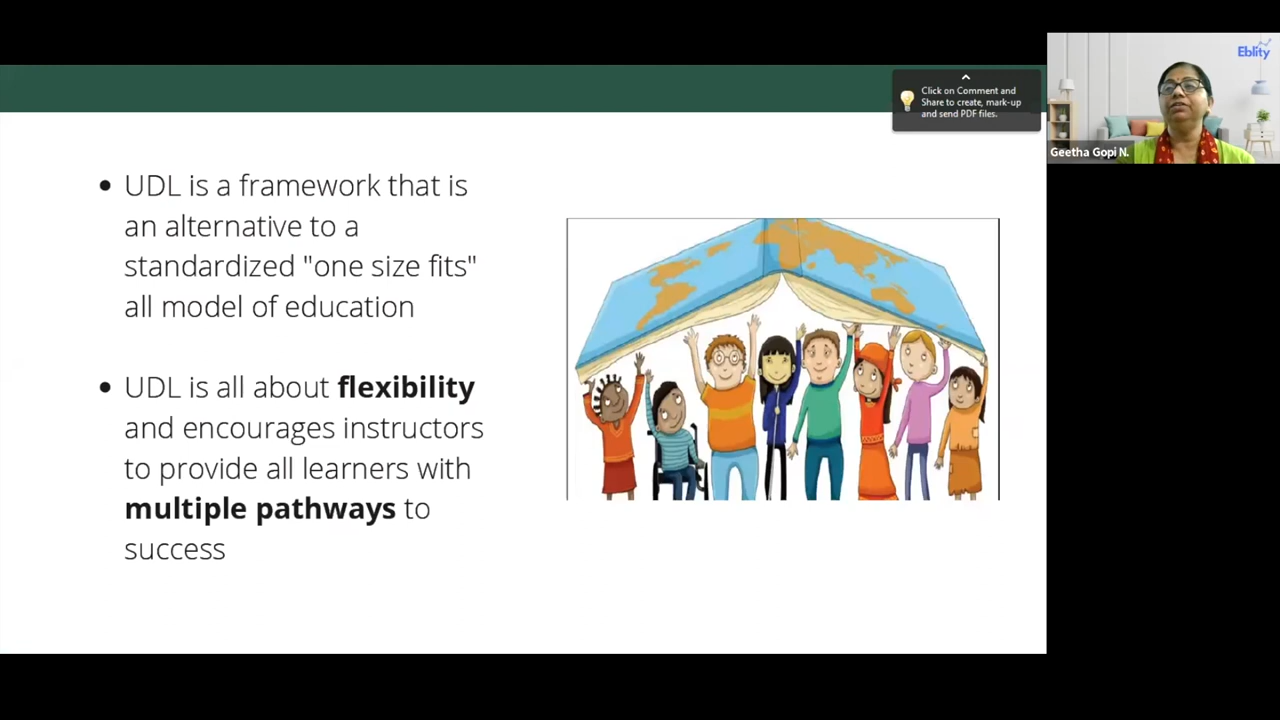 Eblity
Click on Comment and
Share to create, mark-up
and send PDF files.
Geetha Gopi N.
• UDL is a framework that is
an alternative to a
standardized "one size fits"
all model of education
• UDL is all about flexibility
and encourages instructors
to provide all learners with
multiple pathways to
success